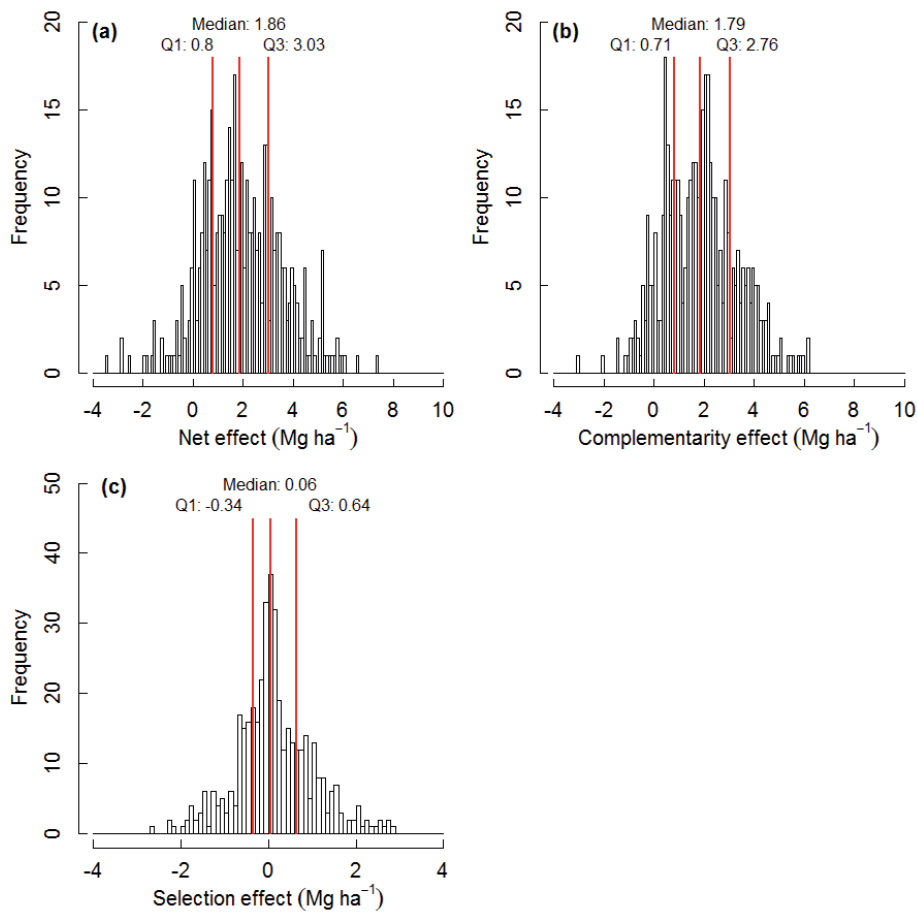 (a)
Median: 1.86
Q1: 0.8 Q3: 3.03
20
15
10
5
0
Frequency
-4 -2 0 2 4 6 8 10
Net effect (Mg ha⁻¹)
(b)
Median: 1.79
Q1: 0.71 Q3: 2.76
20
15
10
5
0
Frequency
-4 -2 0 2 4 6 8 10
Complementarity effect (Mg ha⁻¹)
(c)
Median: 0.06
Q1: -0.34 Q3: 0.64
50
40
30
20
10
0
Frequency
-4 -2 0 2 4
Selection effect (Mg ha⁻¹)